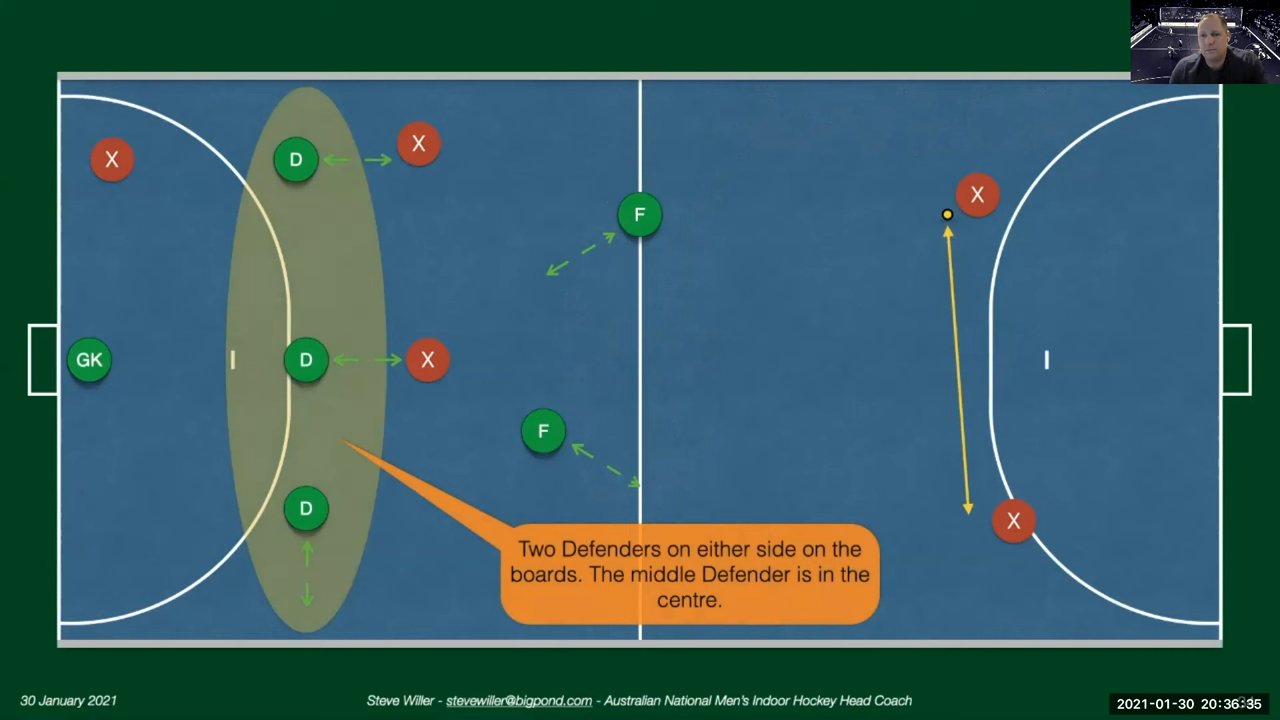 X
D
X
F
X
GK
D
X
F
D
X
Two Defenders on either side on the
boards. The middle Defender is in the
centre.
30 January 2021
Steve Willer - stevewiller@bigpond.com - Australian National Men's Indoor Hockey Head Coach
2021-01-30 20:36:35